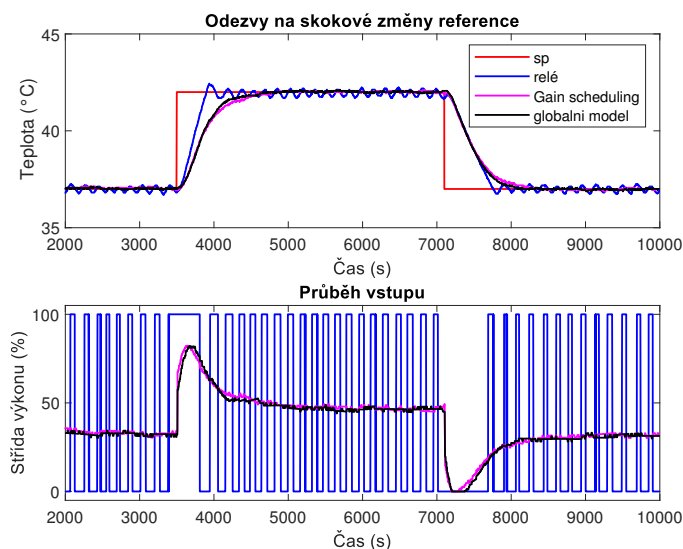 Odezvy na skokové změny reference
45
40
35
Teplota (°C)
sp
relé
Gain scheduling
globalni model
2000 3000 4000 5000 6000 7000 8000 9000 10000
Čas (s)
Průběh vstupu
100
50
0
Střída výkonu (%)
2000 3000 4000 5000 6000 7000 8000 9000 10000
Čas (s)